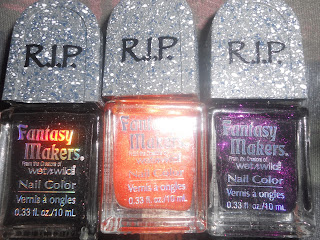 R.I.P.
Fantasy
Makers.
From the Creators of
wet n wild
Nail Color
Vernis à ongles
0.33 fl. oz./10 mL
R.I.P.
Makers
Vernis à ongles
0.33 fl. oz./10 mL
R.I.P.
Fantasy
Makers.
From the Creators of
wet n wild
Nail Color
Vernis à ongles
0.33 fl. oz./10 mL